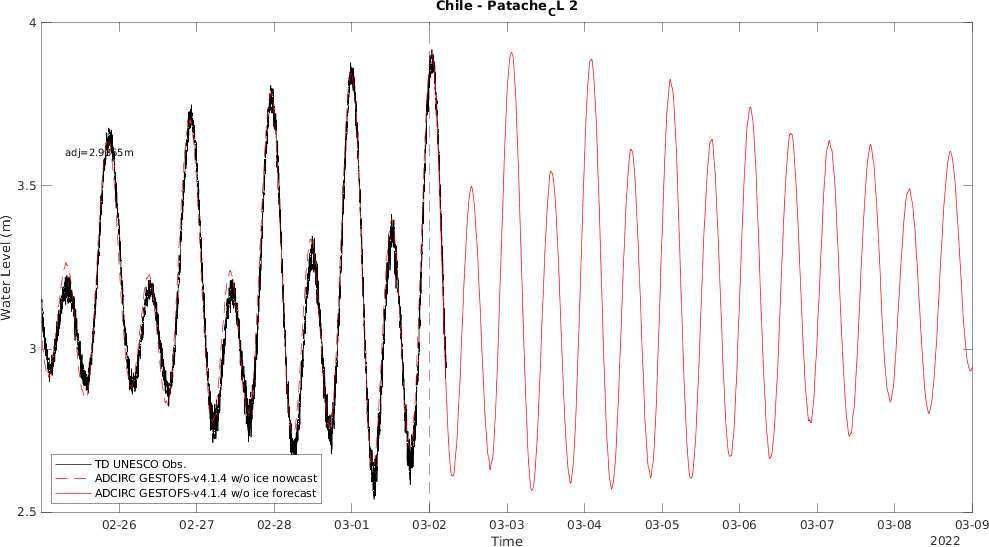 Chile - Patache_CL 2
4
3.5
3
2.5
Water Level (m)
TD UNESCO Obs.
ADCIRC GESTOFS-v4.1.4 w/o ice nowcast
ADCIRC GESTOFS-v4.1.4 w/o ice forecast
02-26 02-27 02-28 03-01 03-02 03-03 03-04 03-05 03-06 03-07 03-08 03-09
Time
2022